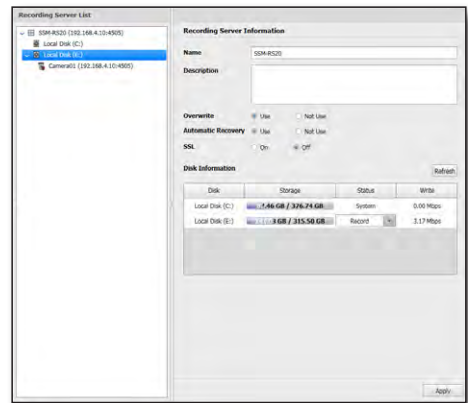 Recording Server List
SSM-RS20 (192.168.4.10:4505)
Local Disk (C:)
Local Disk (E:)
Camera01 (192.168.4.10:4505)
Recording Server Information
Name
SSM-RS20
Description
Overwrite Use Not Use
Automatic Recovery Use Not Use
SSL On Off
Disk Information
Refresh
Disk Storage Status Write
Local Disk (C:) GB / 376.74 GB System 0.00 Mbps
Local Disk (E:) GB / 315.50 GB Record 3.17 Mbps
Apply